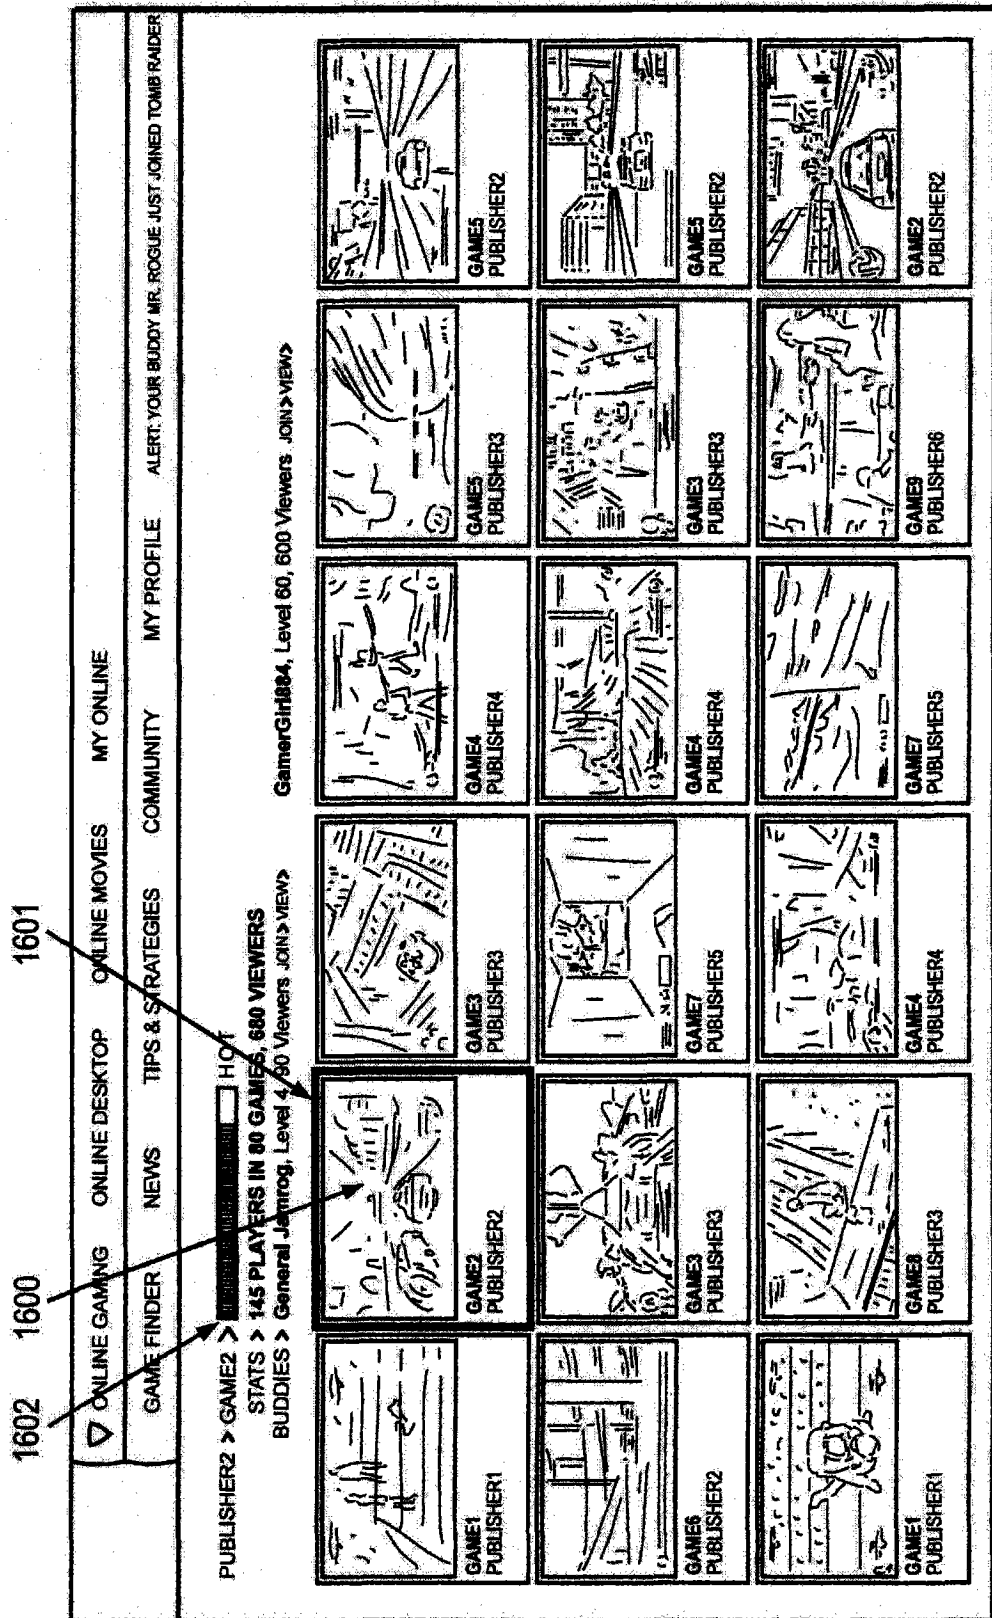 1602 1600 1601
ONLINE GAMING ONLINE DESKTOP ONLINE MOVIES MY ONLINE
GAME FINDER NEWS TIPS & STRATEGIES COMMUNITY MY PROFILE ALERT: YOUR BUDDY MR. ROGUE JUST JOINED TOMB RAIDER
PUBLISHER2 > GAME2 > HOT
STATS > 145 PLAYERS IN 80 GAMES, 680 VIEWERS
BUDDIES > General Jamrog, Level 4, 90 Viewers JOIN>VIEW> GamerGirl884, Level 60, 600 Viewers JOIN>VIEW>
GAME1 GAME2 GAME3 GAME4 GAME5 GAME5
PUBLISHER1 PUBLISHER2 PUBLISHER3 PUBLISHER4 PUBLISHER3 PUBLISHER2
GAME6 GAME3 GAME7 GAME4 GAME3 GAME5
PUBLISHER2 PUBLISHER3 PUBLISHER5 PUBLISHER4 PUBLISHER3 PUBLISHER2
GAME1 GAME8 GAME4 GAME7 GAME9 GAME2
PUBLISHER1 PUBLISHER3 PUBLISHER4 PUBLISHER5 PUBLISHER6 PUBLISHER2